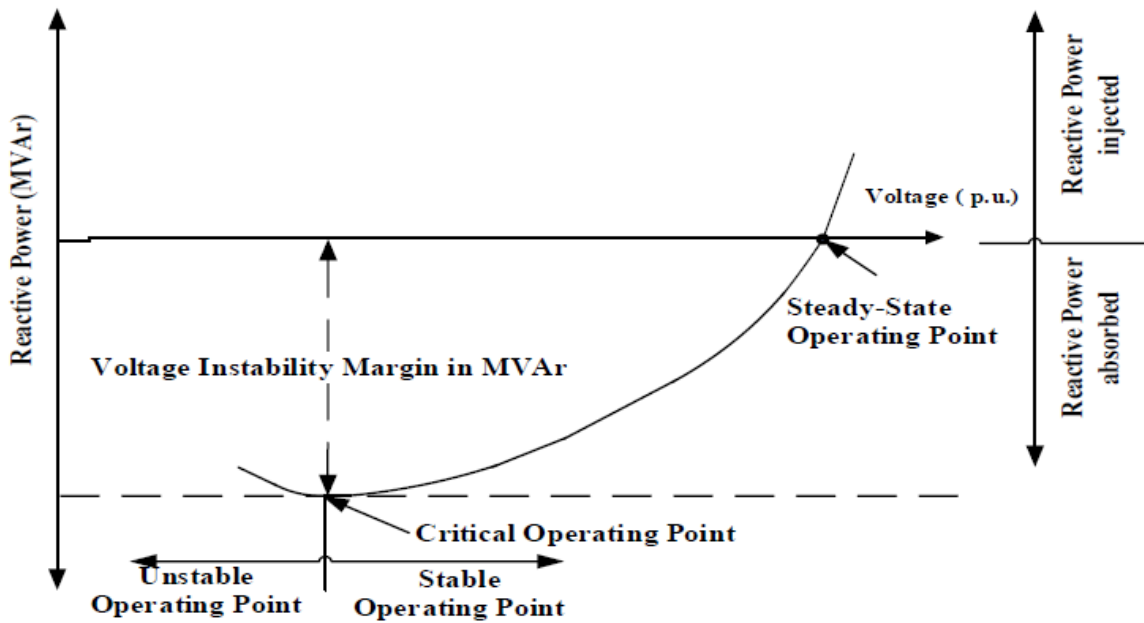 Reactive Power (MVAr)
Voltage ( p.u.)
Reactive Power
injected
Reactive Power
absorbed
Steady-State
Operating Point
Voltage Instability Margin in MVAr
Critical Operating Point
Unstable
Operating Point
Stable
Operating Point